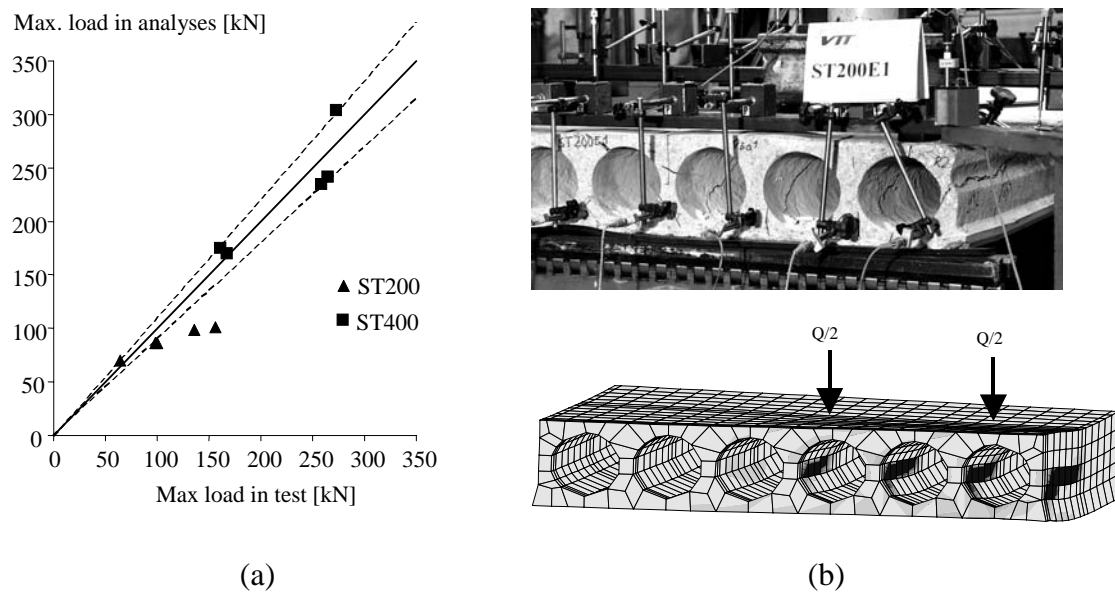 Max. load in analyses [kN]
350
300
250
200
150
100
50
0
ST200
ST400
0 50 100 150 200 250 300 350
Max load in test [kN]
(a)
VTT
ST200E1
ST200E1
Q/2 Q/2
(b)